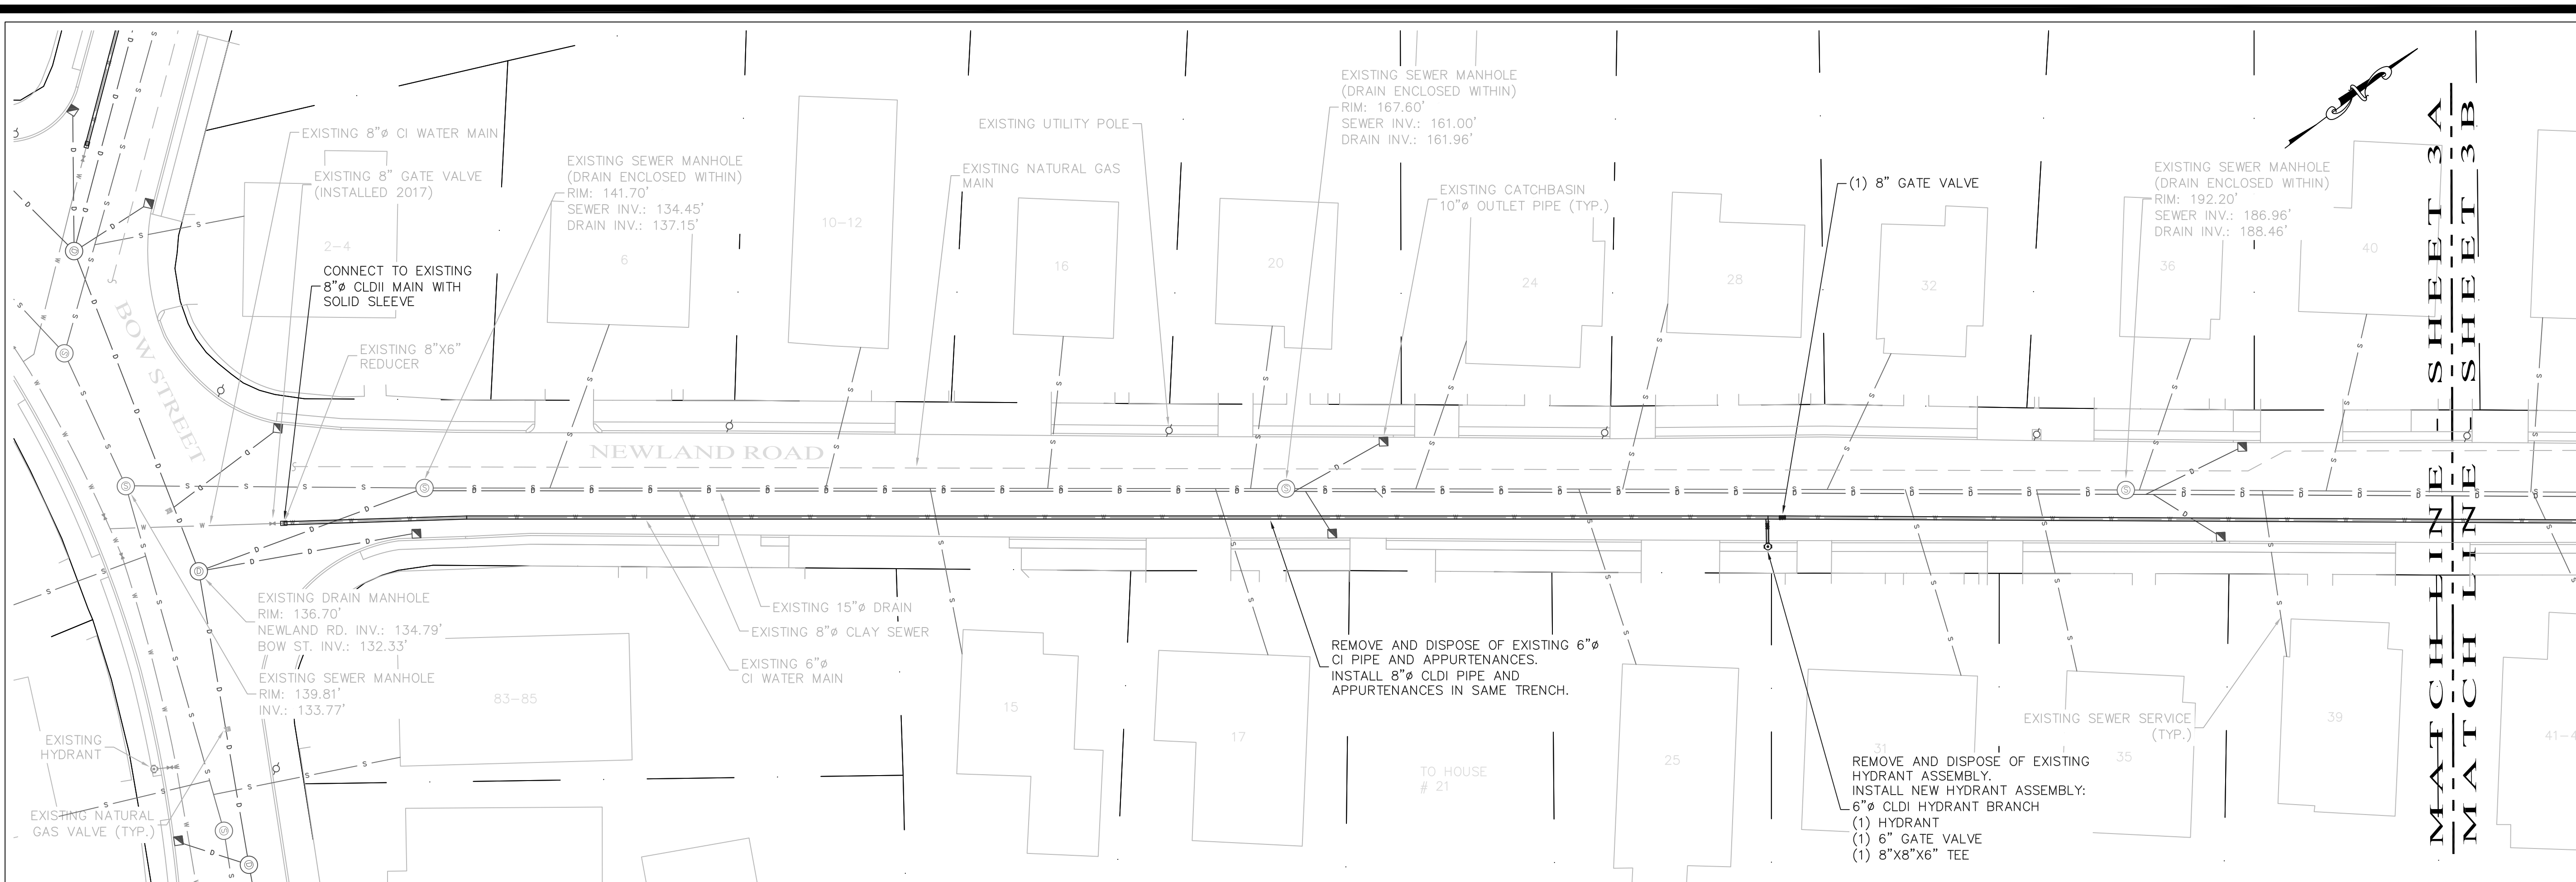 EXISTING 8"ø CI WATER MAIN
EXISTING 8" GATE VALVE
(INSTALLED 2017)
2-4
CONNECT TO EXISTING
8"ø CLDII MAIN WITH
SOLID SLEEVE
EXISTING 8"X6"
REDUCER
BOW STREET
EXISTING SEWER MANHOLE
(DRAIN ENCLOSED WITHIN)
RIM: 141.70'
SEWER INV.: 134.45'
DRAIN INV.: 137.15'
6
10-12
EXISTING UTILITY POLE
EXISTING NATURAL GAS
MAIN
16
20
EXISTING SEWER MANHOLE
(DRAIN ENCLOSED WITHIN)
RIM: 167.60'
SEWER INV.: 161.00'
DRAIN INV.: 161.96'
EXISTING CATCHBASIN
10"ø OUTLET PIPE (TYP.)
24
28
(1) 8" GATE VALVE
32
EXISTING SEWER MANHOLE
(DRAIN ENCLOSED WITHIN)
RIM: 192.20'
SEWER INV.: 186.96'
DRAIN INV.: 188.46'
36
40
MATCH LINE SHEET 3A
MATCH LINE SHEET 3B
NEWLAND ROAD
EXISTING DRAIN MANHOLE
RIM: 136.70'
NEWLAND RD. INV.: 134.79'
BOW ST. INV.: 132.33'
EXISTING SEWER MANHOLE
RIM: 139.81'
INV.: 133.77'
EXISTING
HYDRANT
EXISTING NATURAL
GAS VALVE (TYP.)
83-85
EXISTING 15"ø DRAIN
EXISTING 8"ø CLAY SEWER
EXISTING 6"ø
CI WATER MAIN
15
17
REMOVE AND DISPOSE OF EXISTING 6"ø
CI PIPE AND APPURTENANCES.
INSTALL 8"ø CLDI PIPE AND
APPURTENANCES IN SAME TRENCH.
TO HOUSE
# 21
25
31
REMOVE AND DISPOSE OF EXISTING
HYDRANT ASSEMBLY.
INSTALL NEW HYDRANT ASSEMBLY:
6"ø CLDI HYDRANT BRANCH
(1) HYDRANT
(1) 6" GATE VALVE
(1) 8"X8"X6" TEE
35
EXISTING SEWER SERVICE
(TYP.)
39